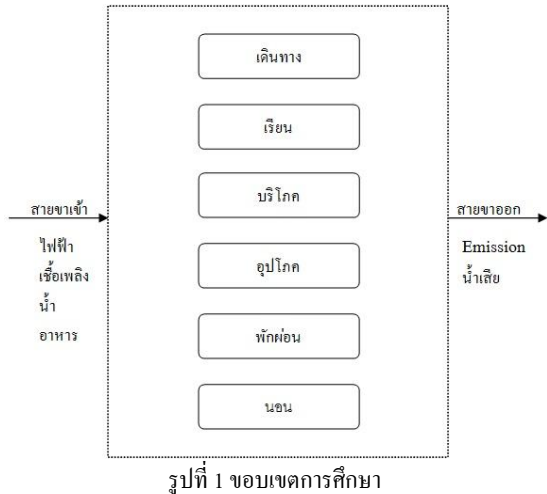 เดินทาง
เรียน
บริโภค
อุปโภค
พักผ่อน
นอน
สายขาเข้า
ไฟฟ้า
เชื้อเพลิง
น้ำ
อาหาร
สายขาออก
Emission
น้ำเสีย
รูปที่ 1 ขอบเขตการศึกษา